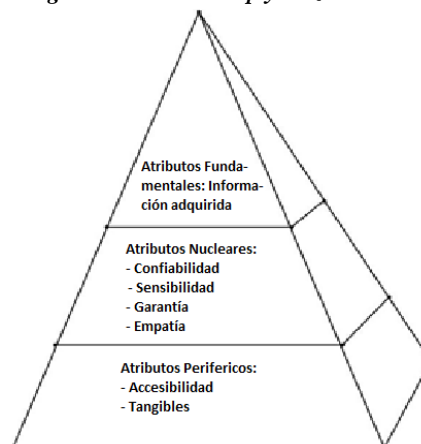 Atributos Funda-
mentales: Informa-
ción adquirida
Atributos Nucleares:
- Confiabilidad
- Sensibilidad
- Garantía
- Empatía
Atributos Perifericos:
- Accesibilidad
- Tangibles